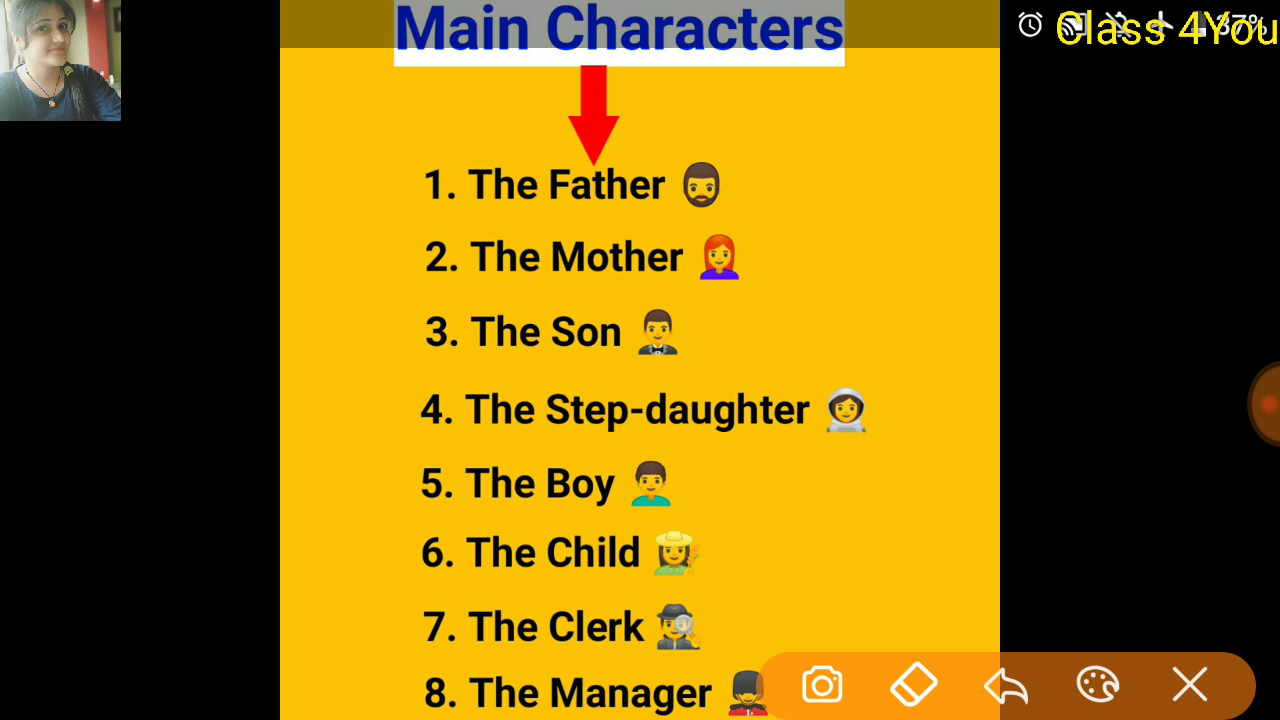 Main Characters
Class 4You
37%
1. The Father
2. The Mother
3. The Son
4. The Step-daughter
5. The Boy
6. The Child
7. The Clerk
8. The Manager